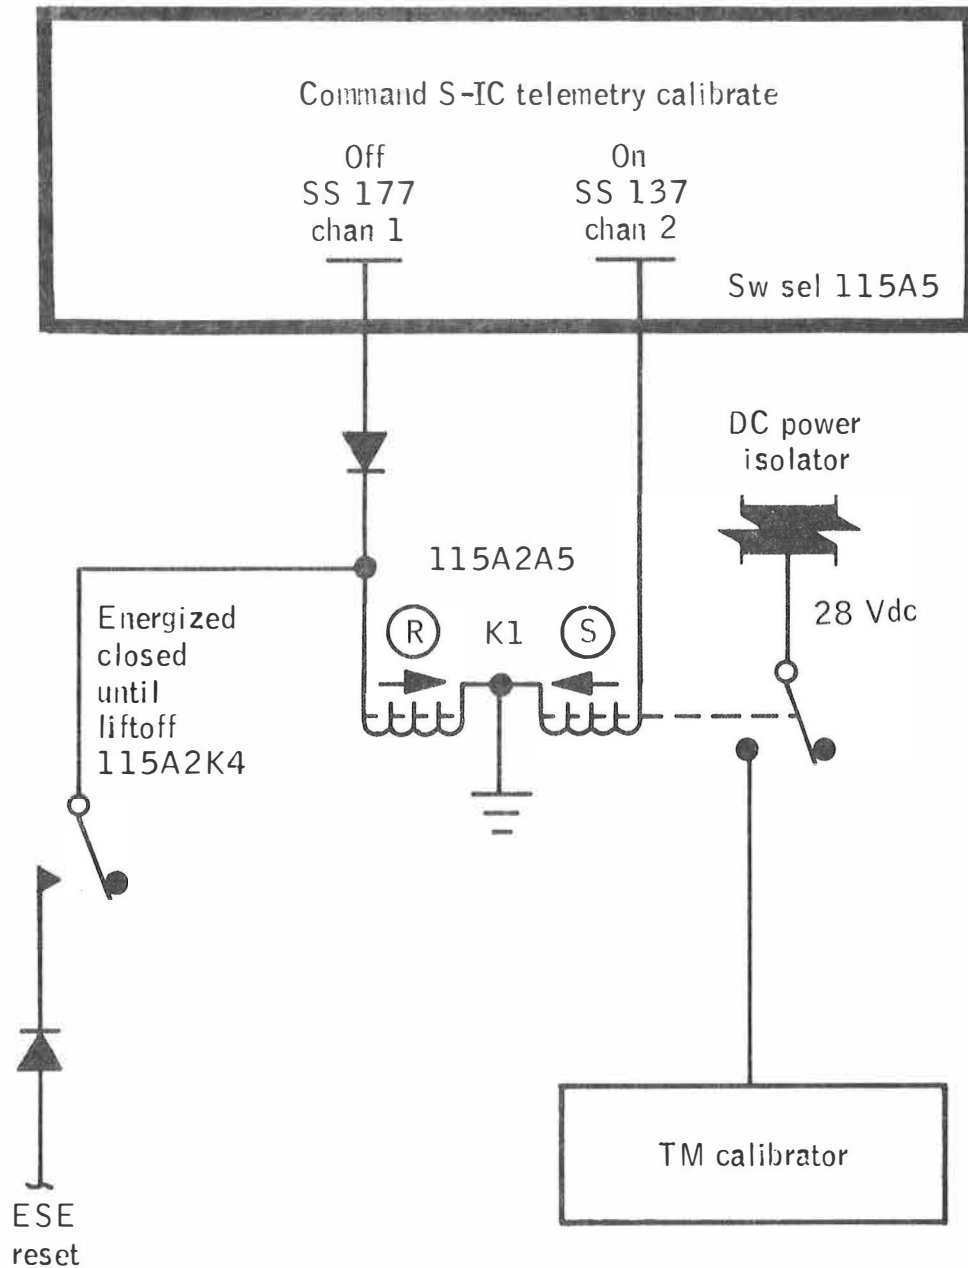 Command S-IC telemetry calibrate
Off
SS 177
chan 1
On
SS 137
chan 2
Sw sel 115A5
DC power
isolator
28 Vdc
115A2A5
R
K1
S
Energized
closed
until
liftoff
115A2K4
TM calibrator
ESE
reset